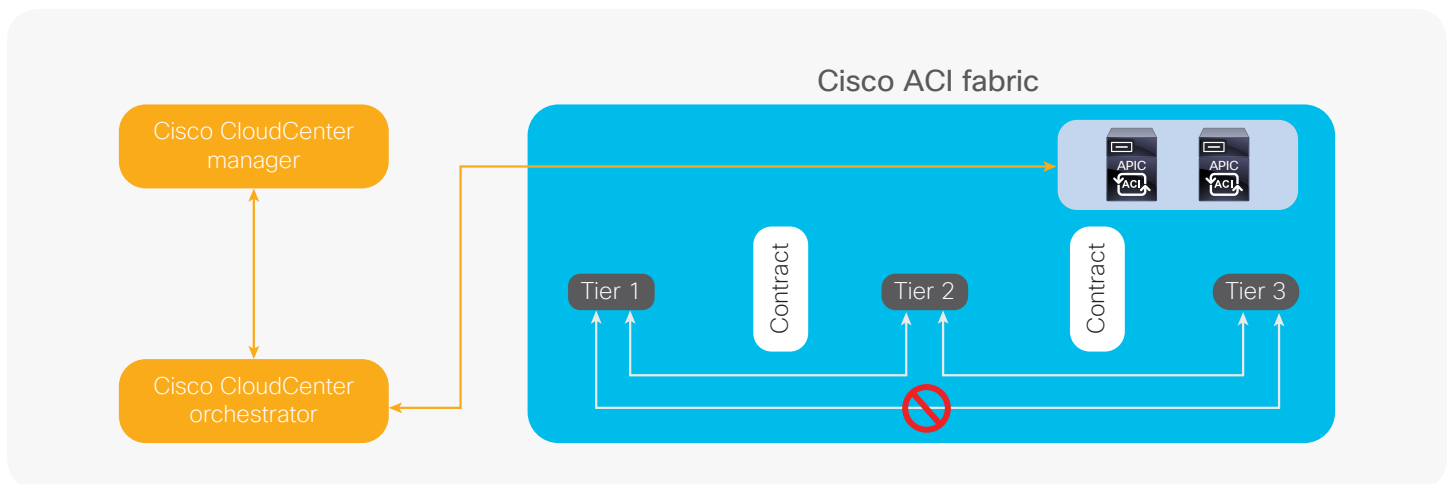 Cisco ACI fabric
Cisco CloudCenter
manager
APIC
ACI
APIC
ACI
Contract
Contract
Tier 1
Tier 2
Tier 3
Cisco CloudCenter
orchestrator